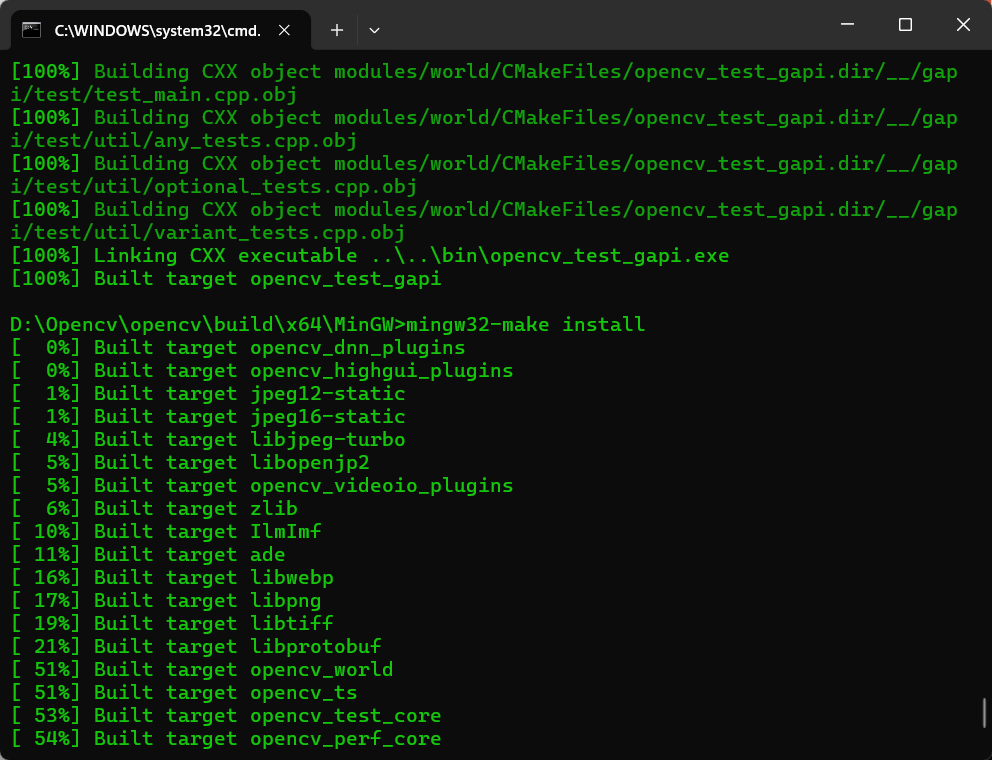 C:\WINDOWS\system32\cmd.
[100%] Building CXX object modules/world/CMakeFiles/opencv_test_gapi.dir/__/gap
i/test/test_main.cpp.obj
[100%] Building CXX object modules/world/CMakeFiles/opencv_test_gapi.dir/__/gap
i/test/util/any_tests.cpp.obj
[100%] Building CXX object modules/world/CMakeFiles/opencv_test_gapi.dir/__/gap
i/test/util/optional_tests.cpp.obj
[100%] Building CXX object modules/world/CMakeFiles/opencv_test_gapi.dir/__/gap
i/test/util/variant_tests.cpp.obj
[100%] Linking CXX executable ..\..\bin\opencv_test_gapi.exe
[100%] Built target opencv_test_gapi
D:\Opencv\opencv\build\x64\MinGW>mingw32-make install
[  0%] Built target opencv_dnn_plugins
[  0%] Built target opencv_highgui_plugins
[  1%] Built target jpeg12-static
[  1%] Built target jpeg16-static
[  4%] Built target libjpeg-turbo
[  5%] Built target libopenjp2
[  5%] Built target opencv_videoio_plugins
[  6%] Built target zlib
[ 10%] Built target IlmImf
[ 11%] Built target ade
[ 16%] Built target libwebp
[ 17%] Built target libpng
[ 19%] Built target libtiff
[ 21%] Built target libprotobuf
[ 51%] Built target opencv_world
[ 51%] Built target opencv_ts
[ 53%] Built target opencv_test_core
[ 54%] Built target opencv_perf_core